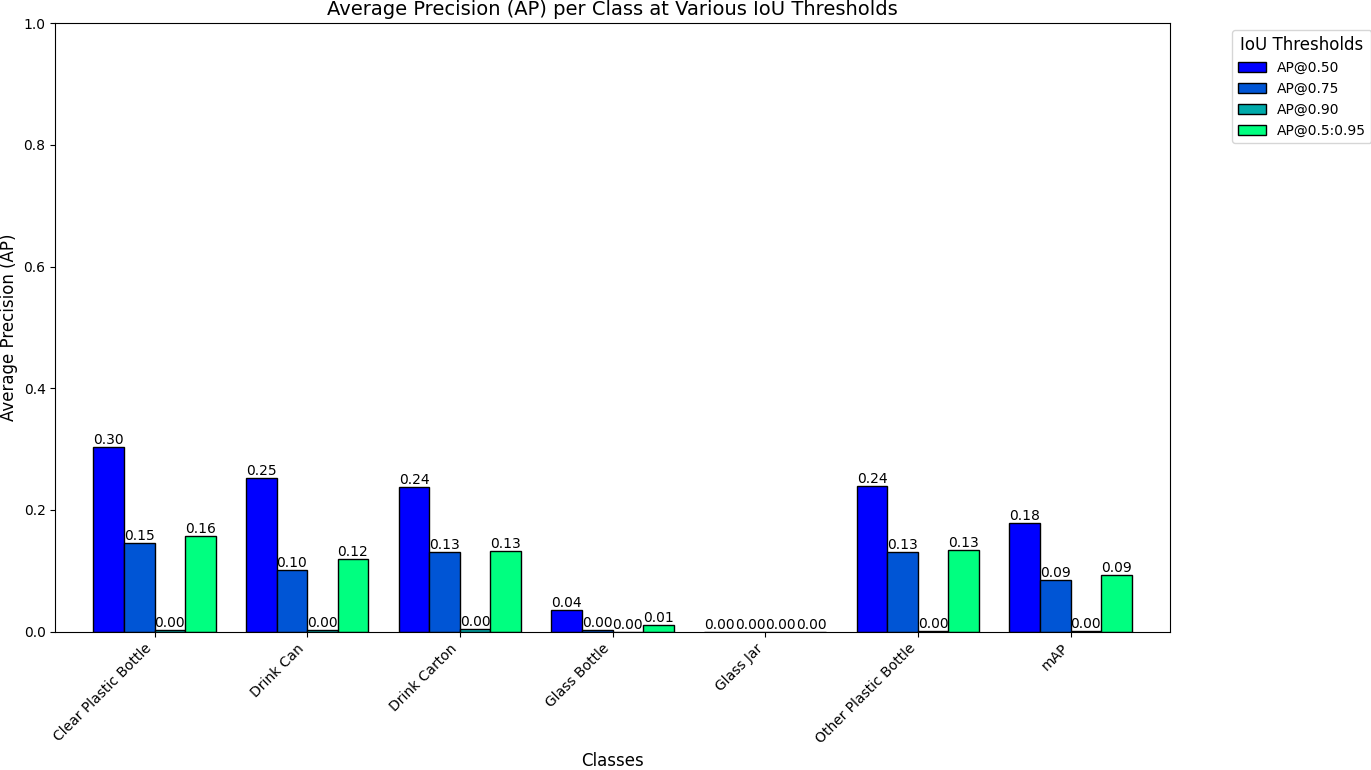 Average Precision (AP) per Class at Various IoU Thresholds
Average Precision (AP)
1.0
0.8
0.6
0.4
0.2
0.0
0.30
0.15
0.00
0.16
0.25
0.10
0.00
0.12
0.24
0.13
0.00
0.13
0.04
0.00
0.00
0.01
0.00
0.00
0.00
0.00
0.24
0.13
0.00
0.13
0.18
0.09
0.00
0.09
Clear Plastic Bottle
Drink Can
Drink Carton
Glass Bottle
Glass Jar
Other Plastic Bottle
mAP
Classes
IoU Thresholds
AP@0.50
AP@0.75
AP@0.90
AP@0.5:0.95